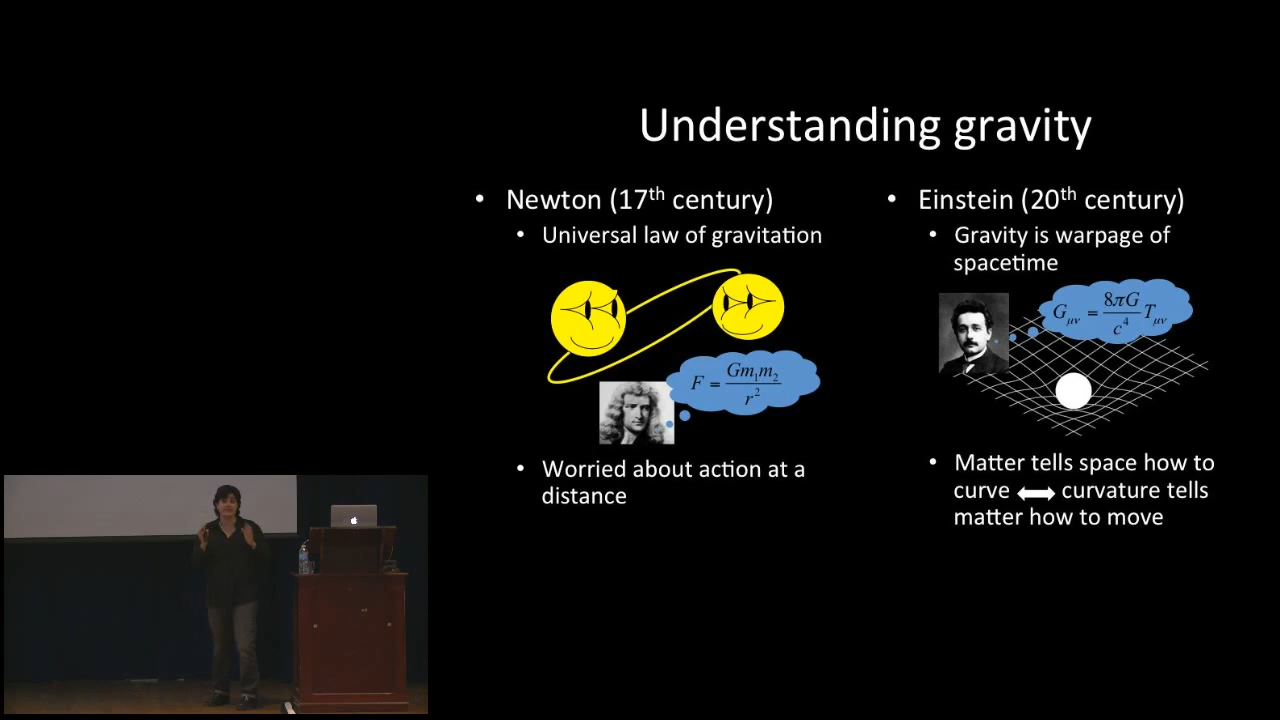 Understanding gravity
• Newton (17th century)
• Universal law of gravitation
F = Gm₁m₂ / r²
• Worried about action at a
distance
• Einstein (20th century)
• Gravity is warpage of
spacetime
Gμν = 8πG / c⁴ Tμν
• Matter tells space how to
curve ⟷ curvature tells
matter how to move